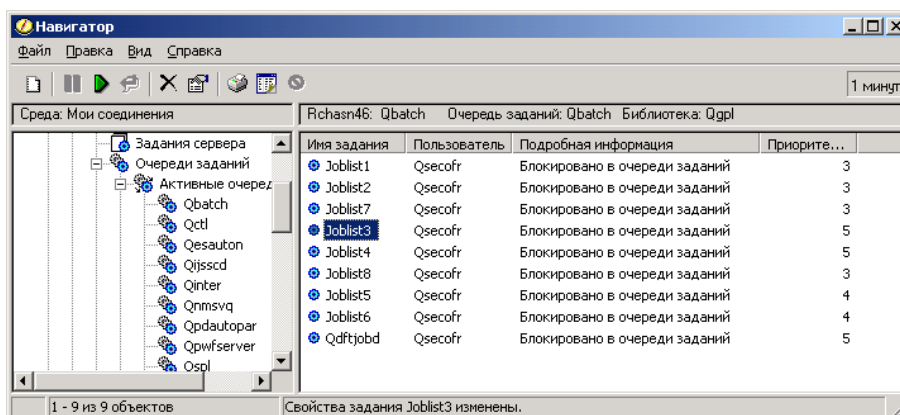 Навигатор
Файл Правка Вид Справка
1 минут
Среда: Мои соединения
Rchasn46: Qbatch Очередь заданий: Qbatch Библиотека: Qgpl
Задания сервера
Очереди заданий
Активные очеред
Qbatch
Qctl
Qesauton
Qijsscd
Qinter
Qnmsvq
Qpdautopar
Qpwfserver
Qspl
Имя задания Пользователь Подробная информация Приорите...
Joblist1 Qsecofr Блокировано в очереди заданий 3
Joblist2 Qsecofr Блокировано в очереди заданий 3
Joblist7 Qsecofr Блокировано в очереди заданий 3
Joblist3 Qsecofr Блокировано в очереди заданий 5
Joblist4 Qsecofr Блокировано в очереди заданий 5
Joblist8 Qsecofr Блокировано в очереди заданий 3
Joblist5 Qsecofr Блокировано в очереди заданий 4
Joblist6 Qsecofr Блокировано в очереди заданий 4
Qdftjobd Qsecofr Блокировано в очереди заданий 5
1 - 9 из 9 объектов
Свойства задания Joblist3 изменены.